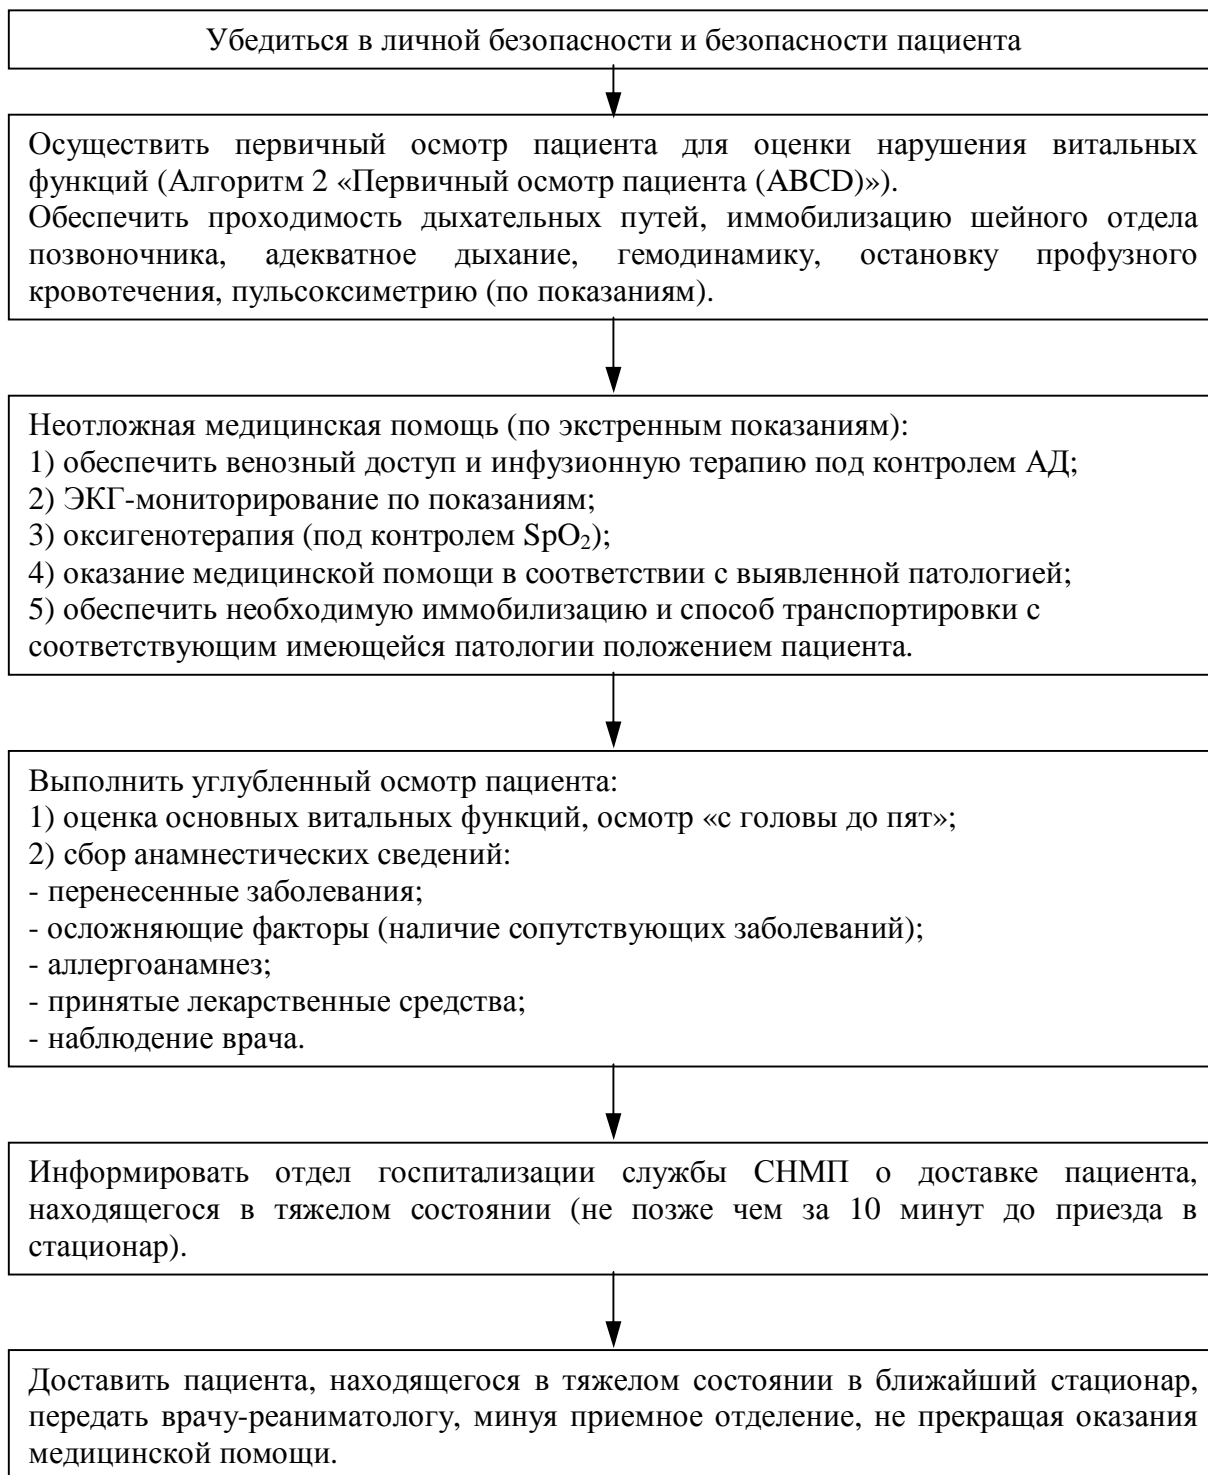 Убедиться в личной безопасности и безопасности пациента
Осуществить первичный осмотр пациента для оценки нарушения витальных
функций (Алгоритм 2 «Первичный осмотр пациента (ABCD)»).
Обеспечить проходимость дыхательных путей, иммобилизацию шейного отдела
позвоночника, адекватное дыхание, гемодинамику, остановку профузного
кровотечения, пульсоксиметрию (по показаниям).
Неотложная медицинская помощь (по экстренным показаниям):
1) обеспечить венозный доступ и инфузионную терапию под контролем АД;
2) ЭКГ-мониторирование по показаниям;
3) оксигенотерапия (под контролем SpO₂);
4) оказание медицинской помощи в соответствии с выявленной патологией;
5) обеспечить необходимую иммобилизацию и способ транспортировки с
соответствующим имеющейся патологии положением пациента.
Выполнить углубленный осмотр пациента:
1) оценка основных витальных функций, осмотр «с головы до пят»;
2) сбор анамнестических сведений:
- перенесенные заболевания;
- осложняющие факторы (наличие сопутствующих заболеваний);
- аллергоанамнез;
- принятые лекарственные средства;
- наблюдение врача.
Информировать отдел госпитализации службы СНМП о доставке пациента,
находящегося в тяжелом состоянии (не позже чем за 10 минут до приезда в
стационар).
Доставить пациента, находящегося в тяжелом состоянии в ближайший стационар,
передать врачу-реаниматологу, минуя приемное отделение, не прекращая оказания
медицинской помощи.